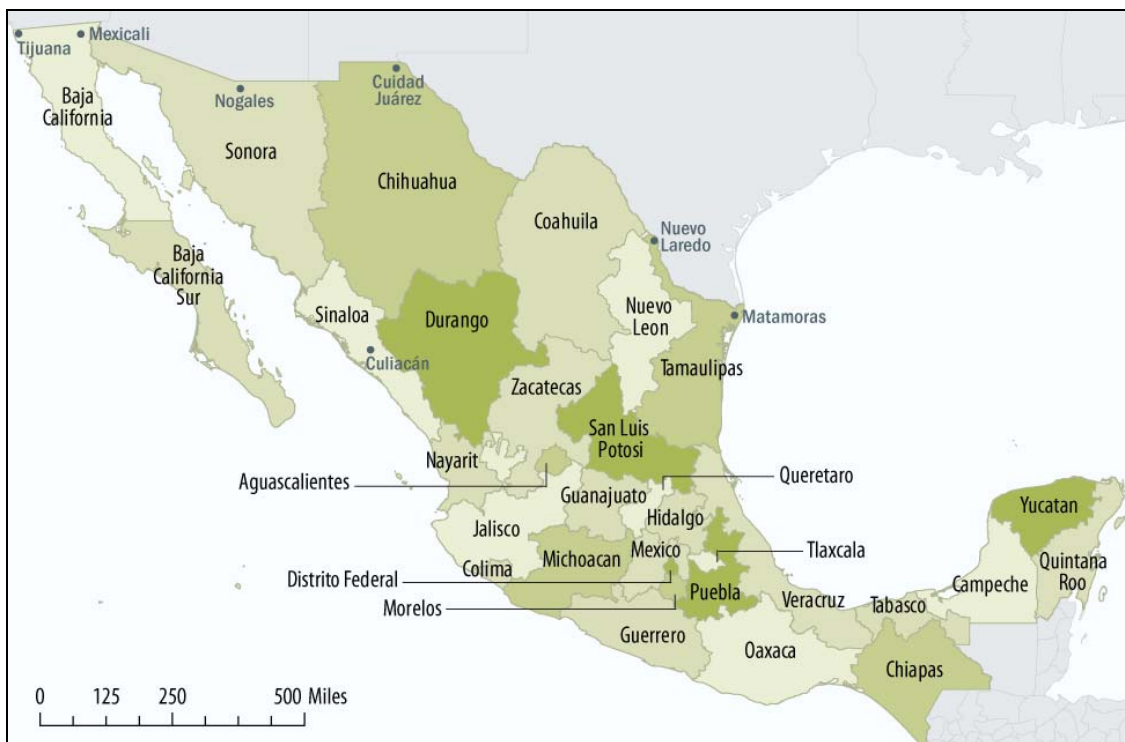 Tijuana
Mexicali
Nogales
Cuidad
Juárez
Baja
California
Sonora
Chihuahua
Coahuila
Nuevo
Laredo
Baja
California
Sur
Sinaloa
Durango
Nuevo
Leon
Matamoras
Culiacán
Zacatecas
Tamaulipas
San Luis
Potosi
Nayarit
Aguascalientes
Guanajuato
Queretaro
Yucatan
Jalisco
Hidalgo
Michoacan
Mexico
Tlaxcala
Quintana
Roo
Colima
Distrito Federal
Campeche
Puebla
Veracruz
Tabasco
Morelos
Guerrero
Oaxaca
Chiapas
0 125 250 500 Miles